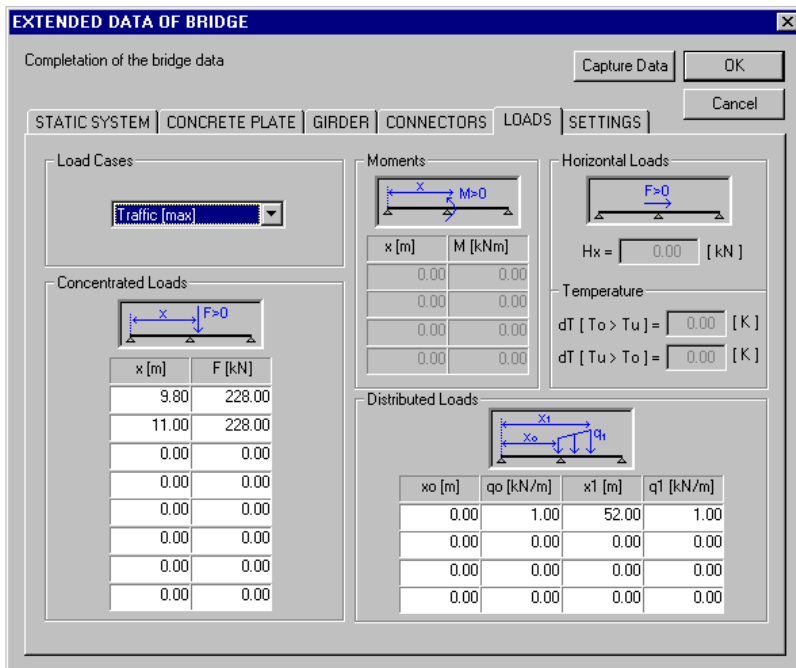 EXTENDED DATA OF BRIDGE
Completion of the bridge data
Capture Data
OK
Cancel
STATIC SYSTEM
CONCRETE PLATE
GIRDER
CONNECTORS
LOADS
SETTINGS
Load Cases
Traffic [max]
Concentrated Loads
x
F>0
x [m] F [kN]
9.80 228.00
11.00 228.00
0.00 0.00
0.00 0.00
0.00 0.00
0.00 0.00
0.00 0.00
0.00 0.00
Moments
x
M>0
x [m] M [kNm]
0.00 0.00
0.00 0.00
0.00 0.00
0.00 0.00
Horizontal Loads
F>0
Hx = 0.00 [ kN ]
Temperature
dT [ To > Tu ] = 0.00 [ K ]
dT [ Tu > To ] = 0.00 [ K ]
Distributed Loads
x1
xo
q1
xo [m] qo [kN/m] x1 [m] q1 [kN/m]
0.00 1.00 52.00 1.00
0.00 0.00 0.00 0.00
0.00 0.00 0.00 0.00
0.00 0.00 0.00 0.00